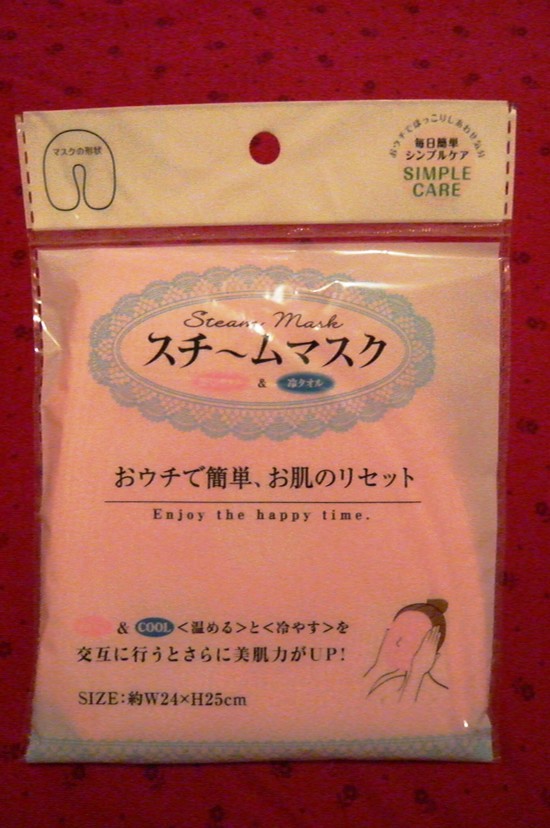 マスクの形状
おウチでほっこりしあわせ気分
毎日簡単
シンプルケア
SIMPLE
CARE
Steam Mask
スチ〜ムマスク
& 冷タオル
おウチで簡単、お肌のリセット
Enjoy the happy time.
& COOL <温める>と<冷やす>を
交互に行うとさらに美肌力がUP!
SIZE:約W24×H25cm